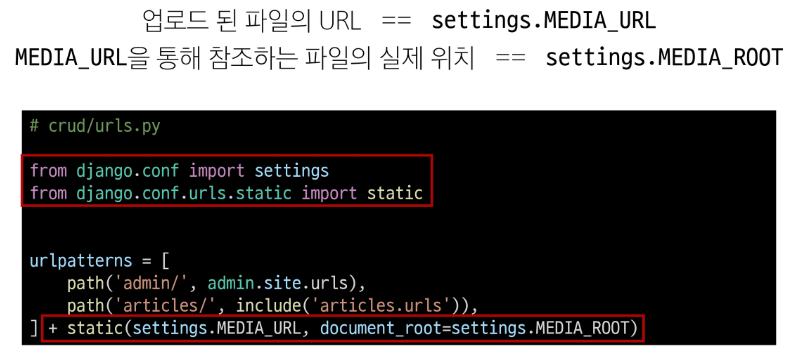 업로드 된 파일의 URL == settings.MEDIA_URL
MEDIA_URL을 통해 참조하는 파일의 실제 위치 == settings.MEDIA_ROOT
# crud/urls.py
from django.conf import settings
from django.conf.urls.static import static
urlpatterns = [
    path('admin/', admin.site.urls),
    path('articles/', include('articles.urls')),
] + static(settings.MEDIA_URL, document_root=settings.MEDIA_ROOT)